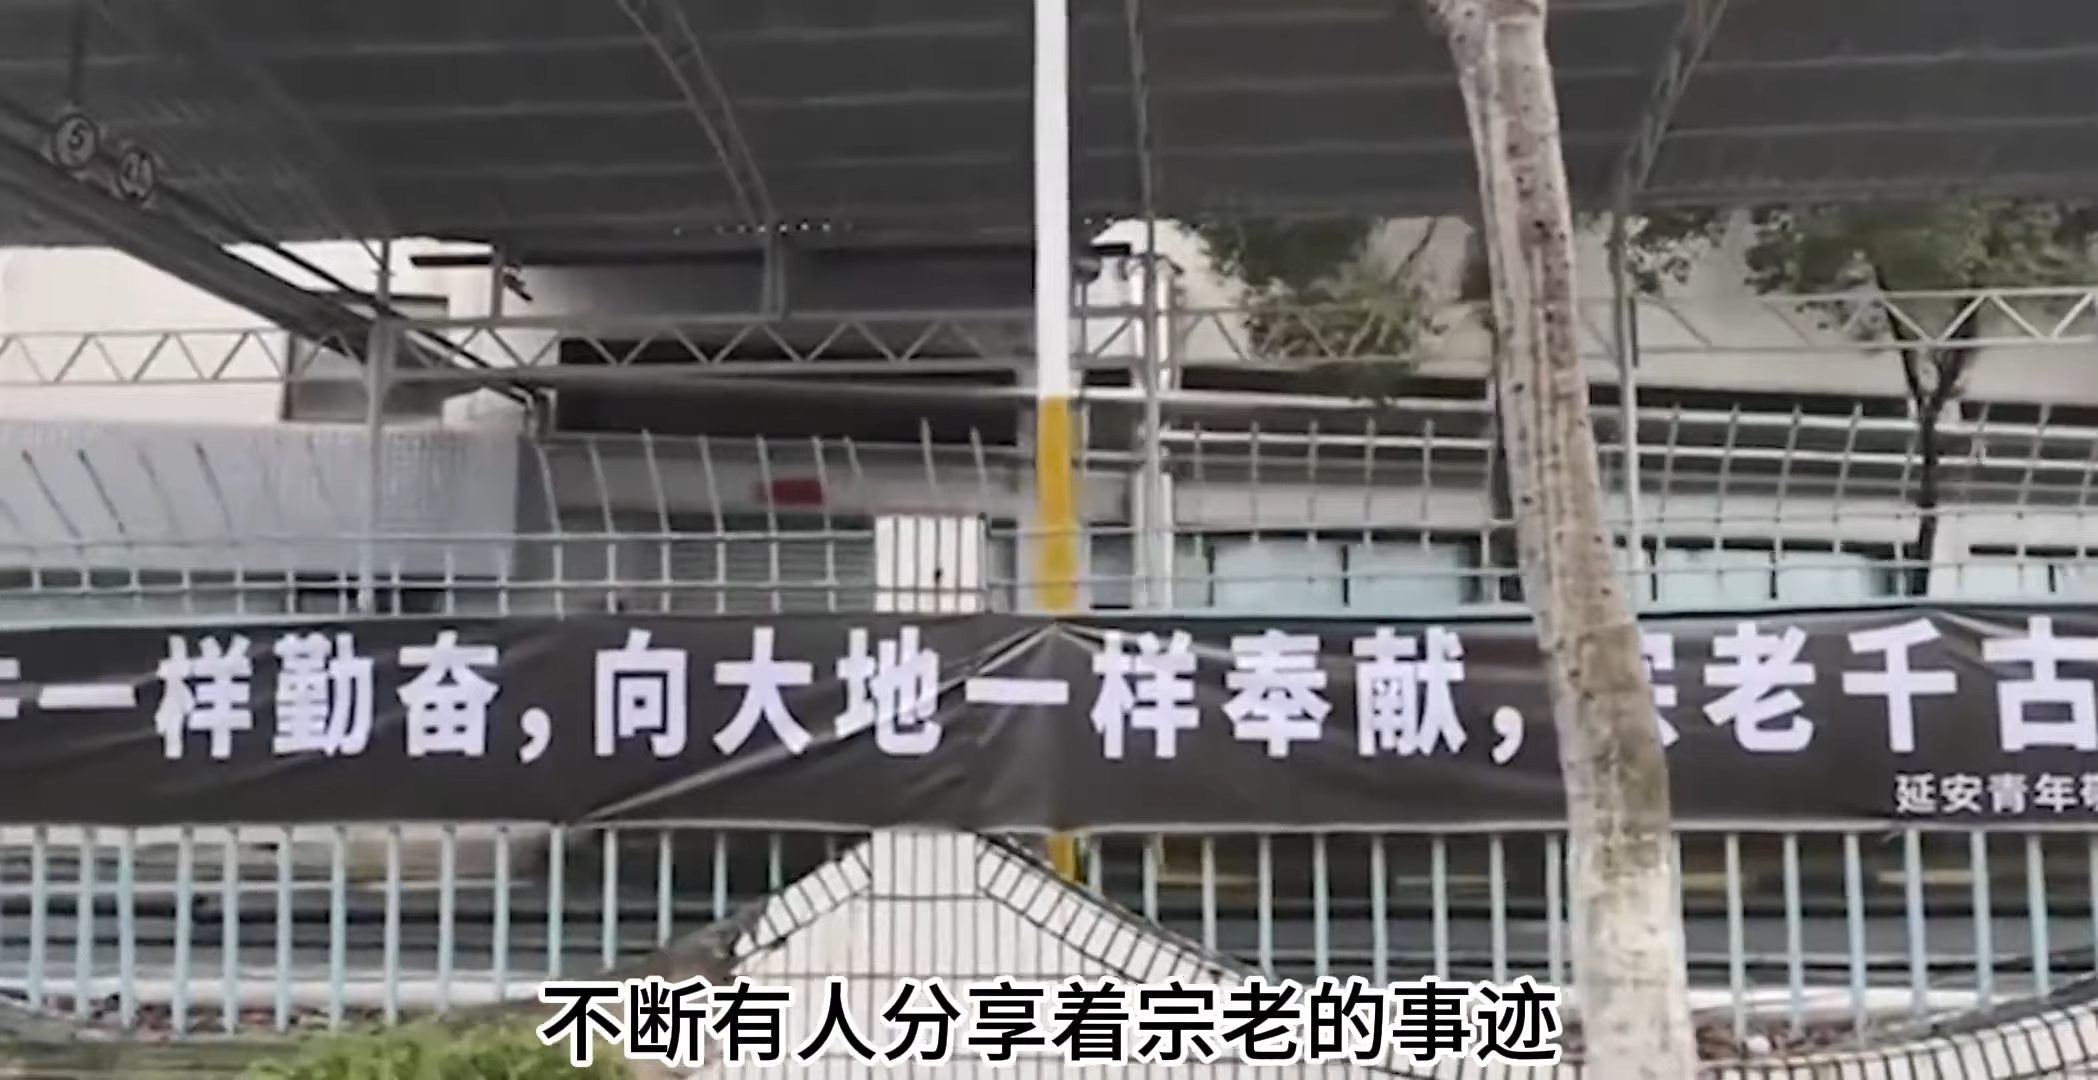 一样勤奋，向大地一样奉献，宗老千古
延安青年
不断有人分享着宗老的事迹